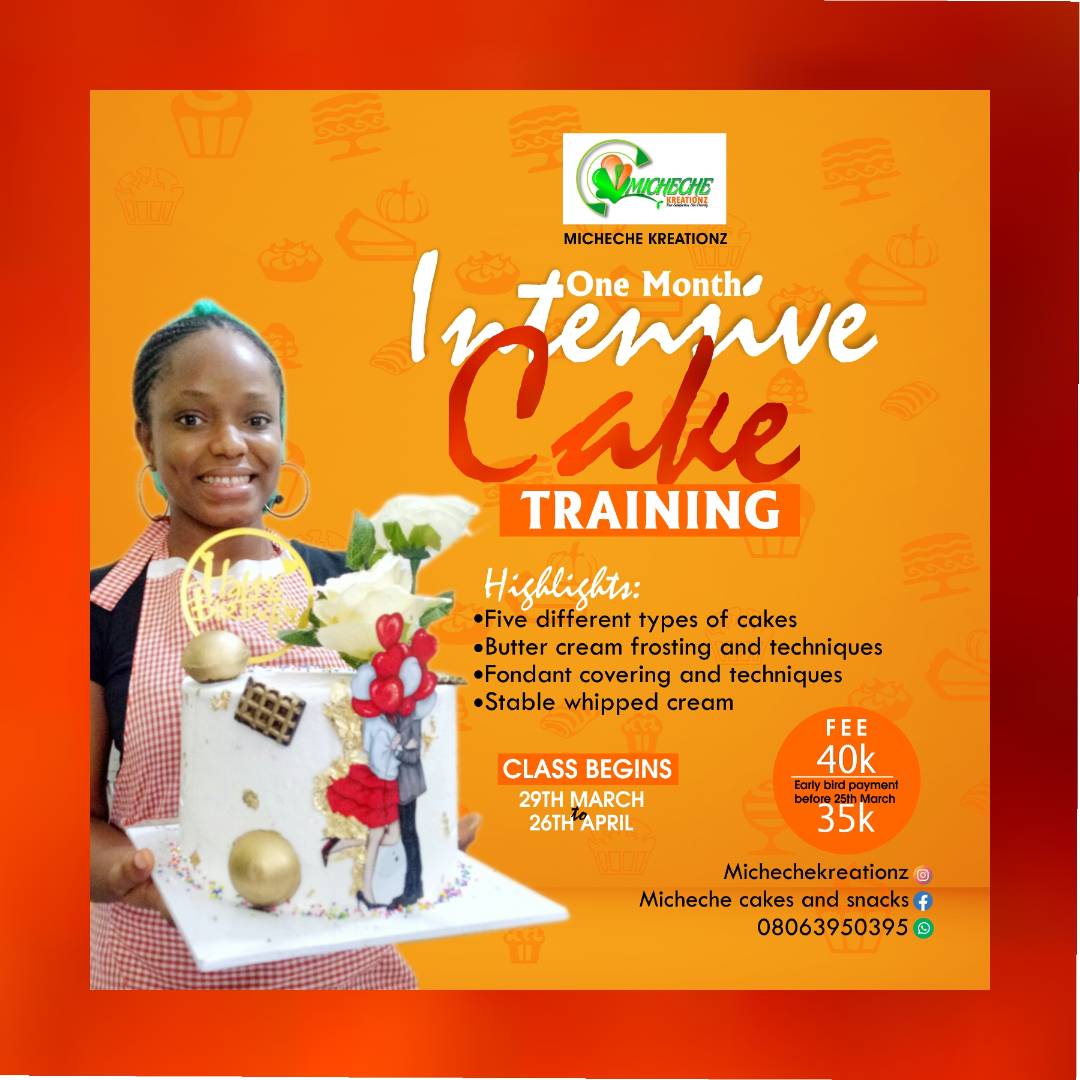 MICHECHE
KREATIONZ
MICHECHE KREATIONZ
One Month
Intensive
Cake
TRAINING
Highlights:
•Five different types of cakes
•Butter cream frosting and techniques
•Fondant covering and techniques
•Stable whipped cream
CLASS BEGINS
29TH MARCH
to
26TH APRIL
FEE
40k
Early bird payment
before 25th March
35k
Michechekreationz
Micheche cakes and snacks
08063950395
Happy
Birthday